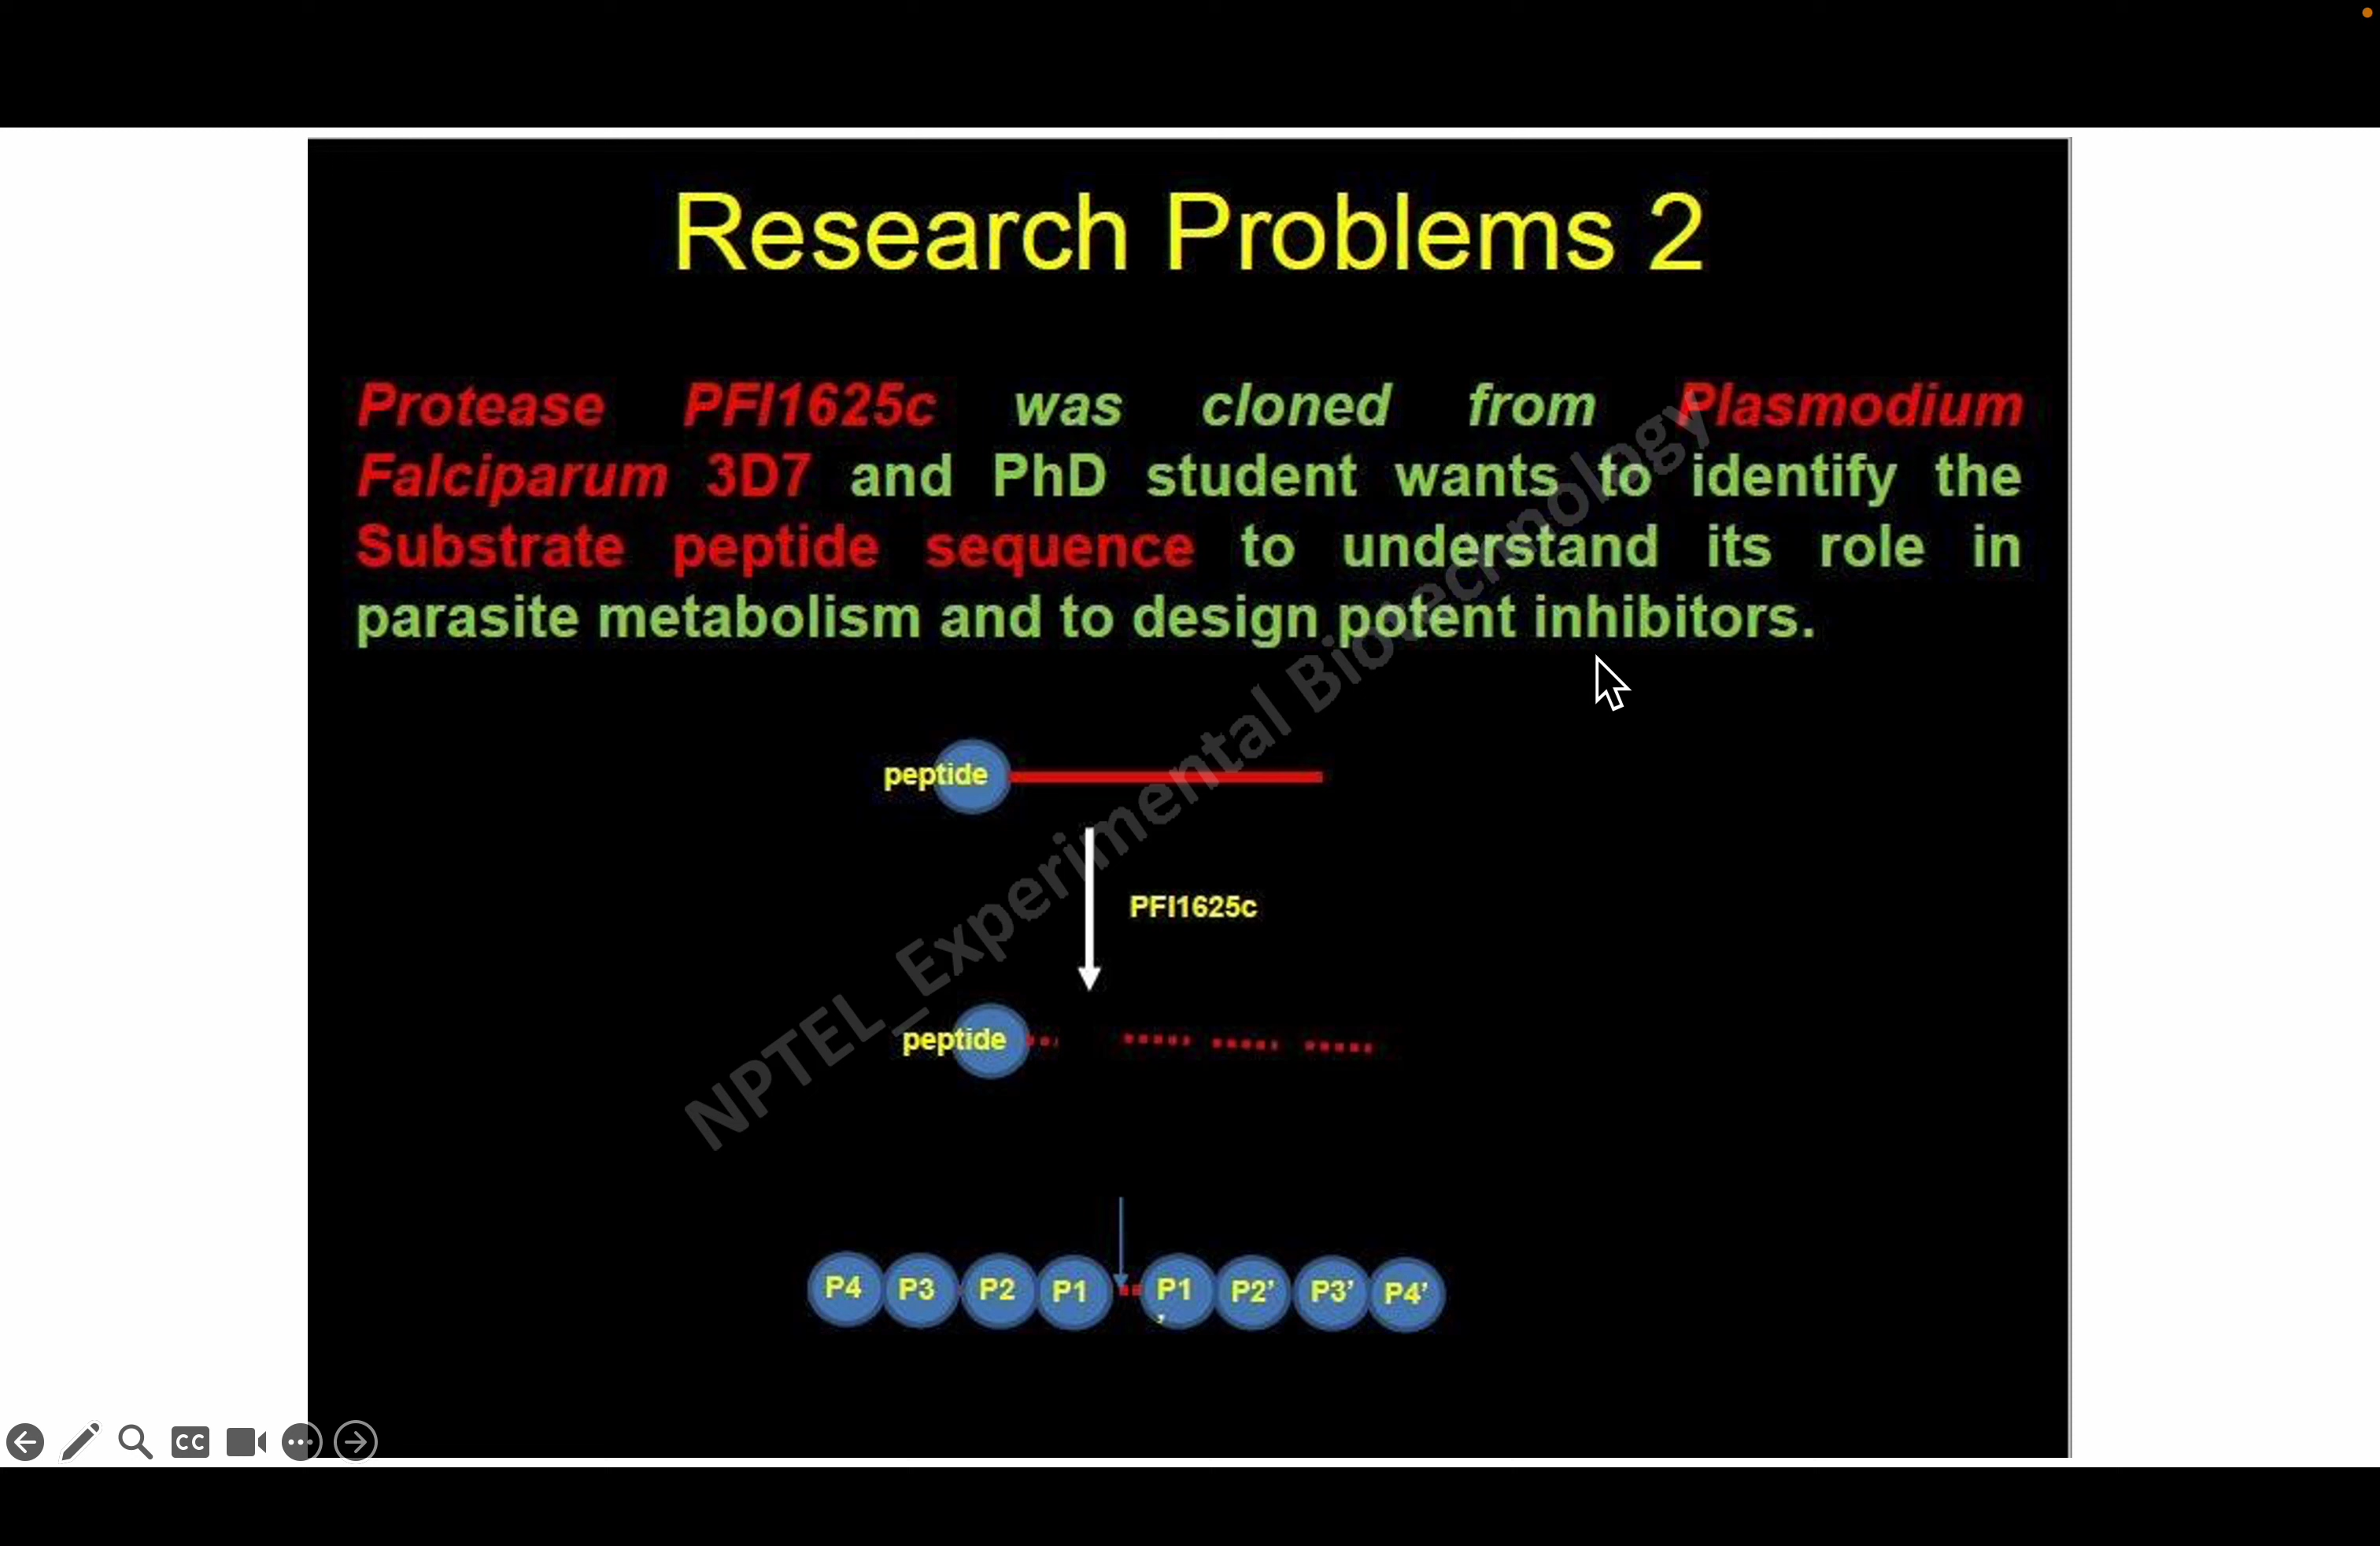 Research Problems 2
Protease PFI1625c was cloned from Plasmodium
Falciparum 3D7 and PhD student wants to identify the
Substrate peptide sequence to understand its role in
parasite metabolism and to design potent inhibitors.
peptide
PFI1625c
peptide
P4 P3 P2 P1 P1’ P2’ P3’ P4’
NPTEL_Experimental Biotechnology
CC